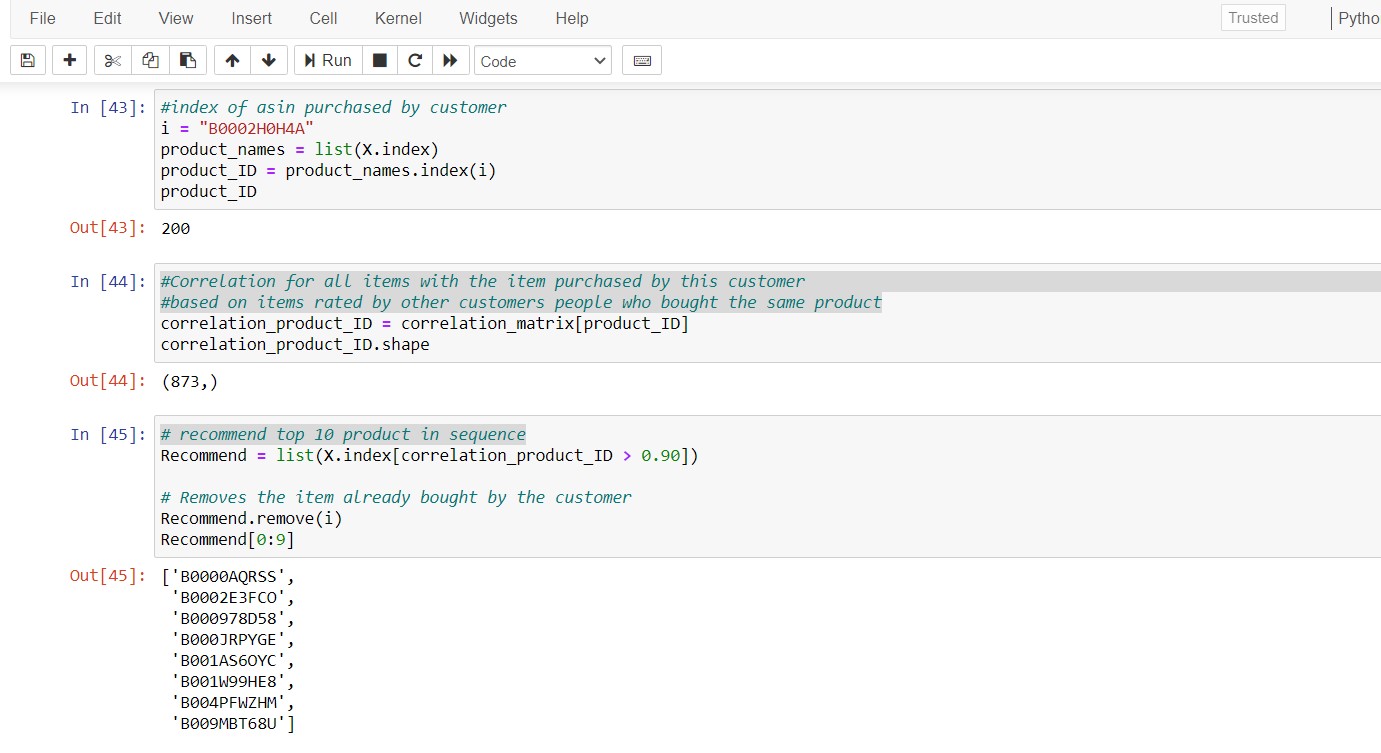 File Edit View Insert Cell Kernel Widgets Help Trusted Pytho
Run Code
In [43]: #index of asin purchased by customer
i = "B0002H0H4A"
product_names = list(X.index)
product_ID = product_names.index(i)
product_ID
Out[43]: 200
In [44]: #Correlation for all items with the item purchased by this customer
#based on items rated by other customers people who bought the same product
correlation_product_ID = correlation_matrix[product_ID]
correlation_product_ID.shape
Out[44]: (873,)
In [45]: # recommend top 10 product in sequence
Recommend = list(X.index[correlation_product_ID > 0.90])
# Removes the item already bought by the customer
Recommend.remove(i)
Recommend[0:9]
Out[45]: ['B0000AQRSS',
'B0002E3FCO',
'B000978D58',
'B000JRPYGE',
'B001AS6OYC',
'B001W99HE8',
'B004PFWZHM',
'B009MBT68U']